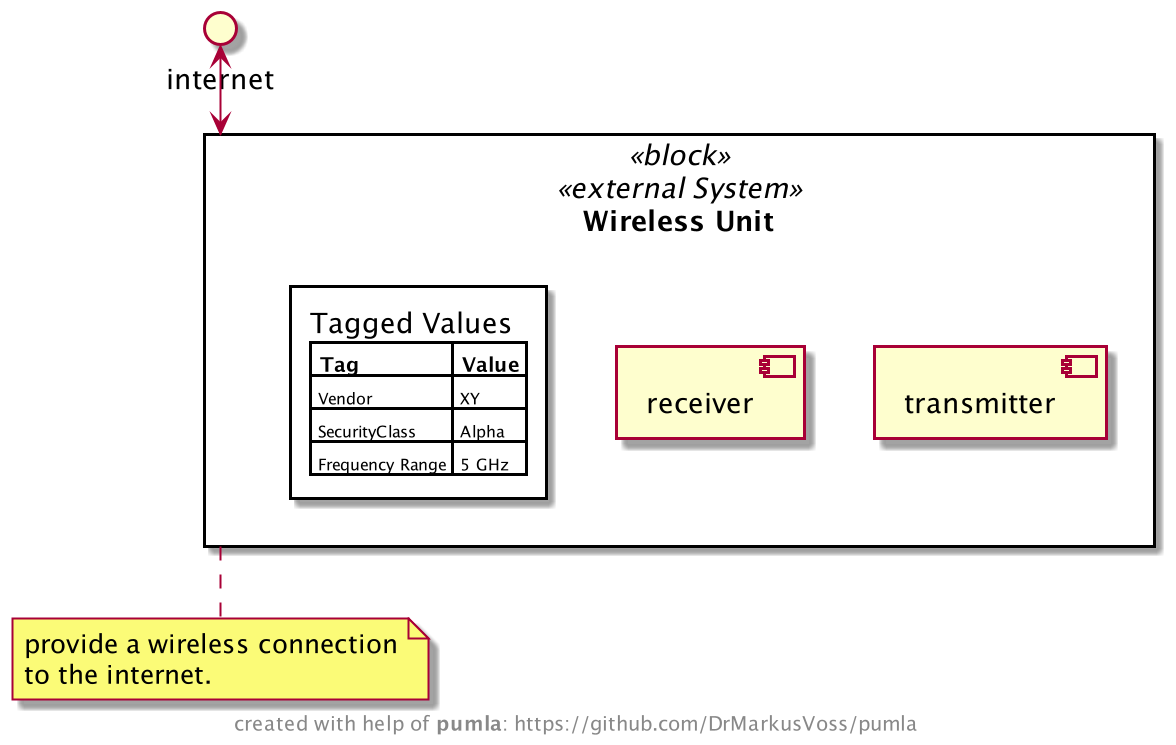 internet
«block»
«external System»
Wireless Unit
Tagged Values
Tag Value
Vendor XY
SecurityClass Alpha
Frequency Range 5 GHz
receiver
transmitter
provide a wireless connection
to the internet.
created with help of pumla: https://github.com/DrMarkusVoss/pumla